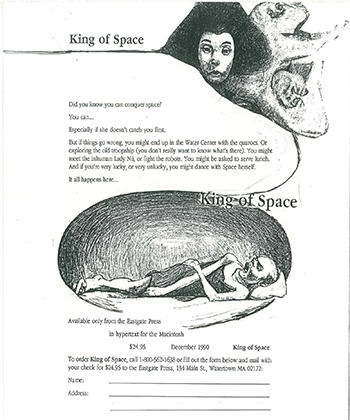 King of Space
Did you know you can conquer space?
You can...
Especially if she doesn't catch you first.
But if things go wrong, you might end up in the Water Center with the quarocs. Or
exploring the old troopship (you don't really want to know what's there). You might
meet the inhuman Lady Nii, or fight the robots. You might be asked to serve lunch.
And if you're very lucky, or very unlucky, you might dance with Space herself.
It all happens here...
King of Space
Available only from the Eastgate Press
in hypertext for the Macintosh
$24.95 December 1990 King of Space
To order King of Space, call 1-800-562-1638 or fill out the form below and mail with
your check for $24.95 to the Eastgate Press, 134 Main St., Watertown MA 02172:
Name:
Address: